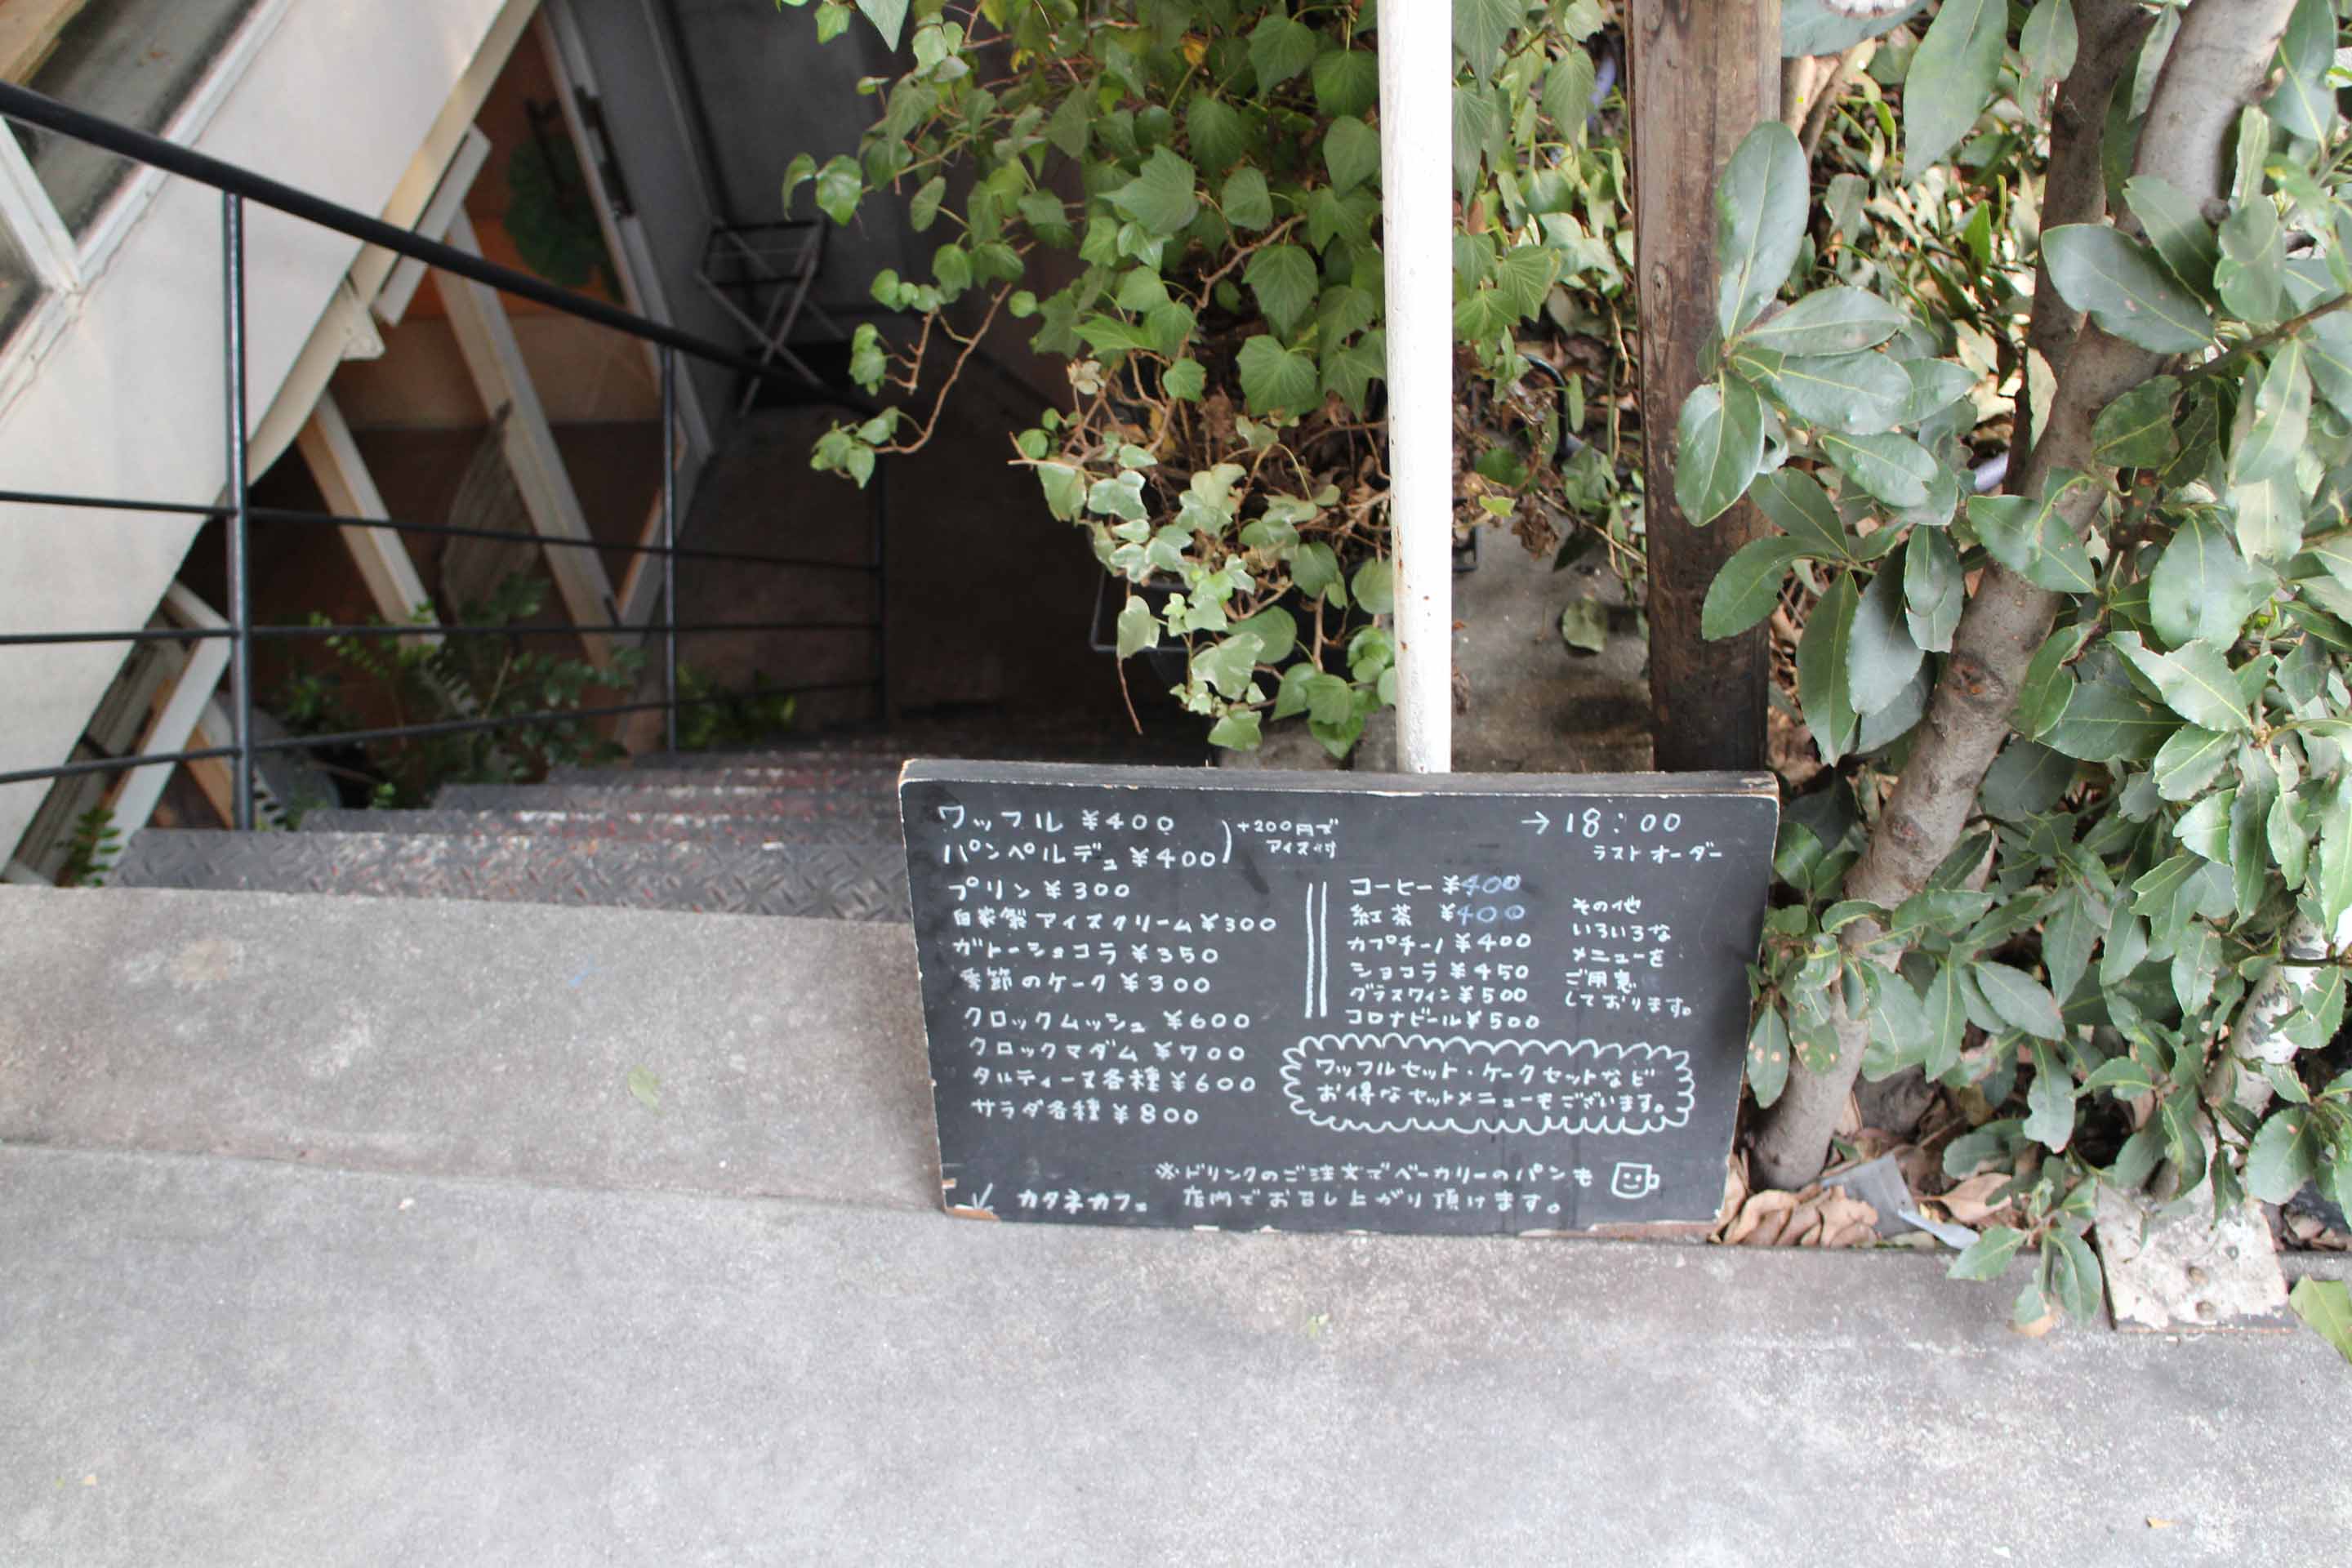 ワッフル ¥400
パンペルデュ ¥400
+200円で
アイス付
プリン ¥300
自家製アイスクリーム ¥300
ガトーショコラ ¥350
季節のケーク ¥300
クロックムッシュ ¥600
クロックマダム ¥700
タルティーヌ各種 ¥600
サラダ各種 ¥800
→18:00
ラストオーダー
コーヒー ¥400
紅茶 ¥400
カプチーノ ¥400
ショコラ ¥450
グラスワイン ¥500
コロナビール ¥500
その他
いろいろな
メニューを
ご用意
しております。
ワッフルセット・ケークセットなど
お得なセットメニューもございます。
※ドリンクのご注文でベーカリーのパンも
店内でお召し上がり頂けます。
↙ カタネカフェ